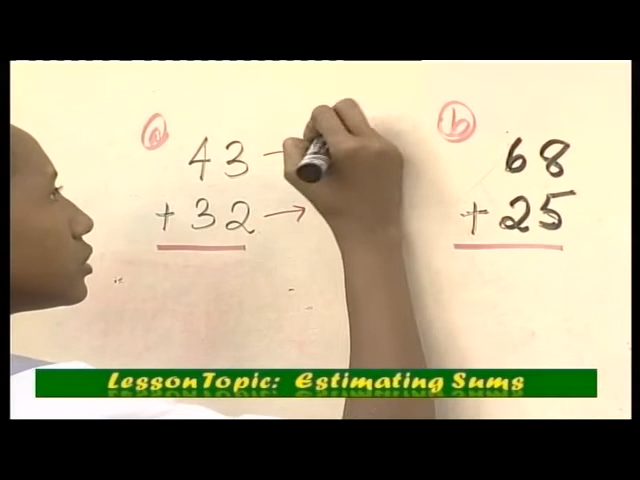 a
43 →
+ 32 →
b
68
+ 25
Lesson Topic: Estimating Sums